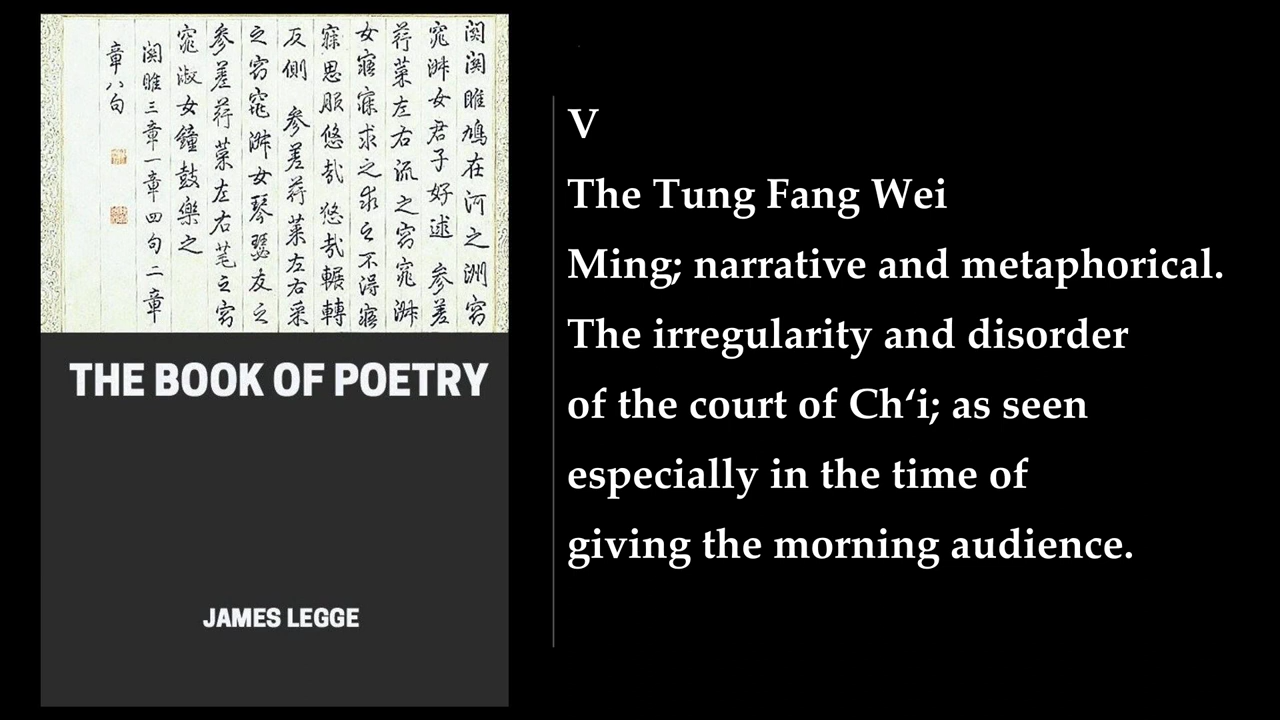 關關雎鳩在河之洲窈
窕淑女君子好逑 參差
荇菜左右流之窈窕淑
女寤寐求之求之不得寤
寐思服悠哉悠哉輾轉
反側 參差荇菜左右采
之窈窕淑女琴瑟友之
參差荇菜左右芼之窈
窕淑女鐘鼓樂之
關雎三章一章四句二章
章八句
THE BOOK OF POETRY
JAMES LEGGE
V
The Tung Fang Wei
Ming; narrative and metaphorical.
The irregularity and disorder
of the court of Ch‘i; as seen
especially in the time of
giving the morning audience.